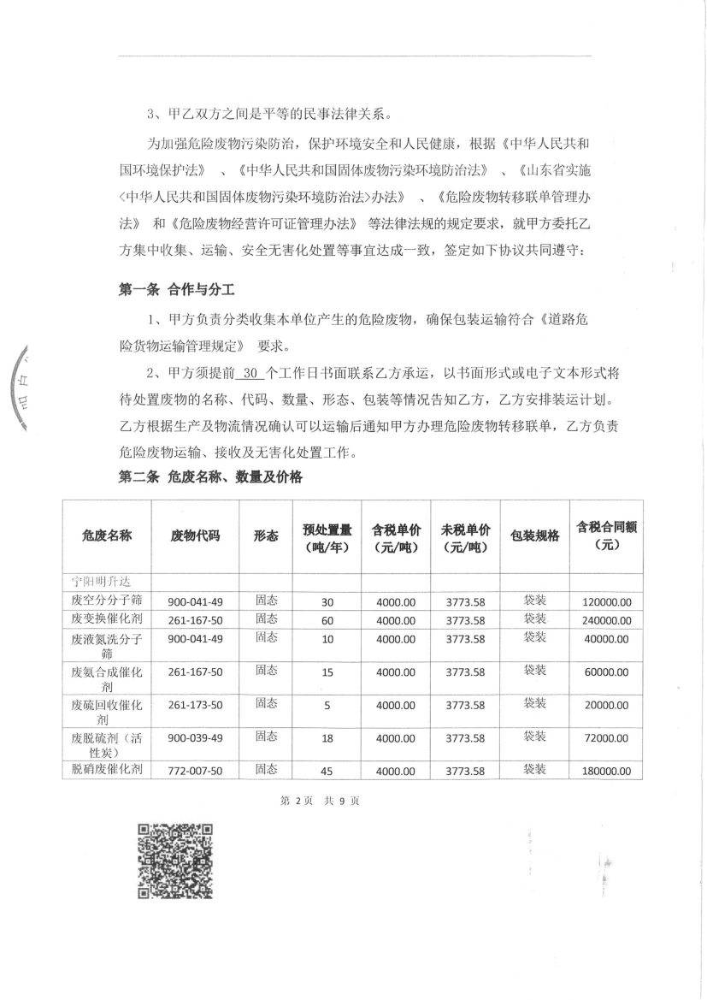 3、甲乙双方之间是平等的民事法律关系。
为加强危险废物污染防治，保护环境安全和人民健康，根据《中华人民共和
国环境保护法》 、《中华人民共和国固体废物污染环境防治法》 、《山东省实施
<中华人民共和国固体废物污染环境防治法>办法》 、《危险废物转移联单管理办
法》 和《危险废物经营许可证管理办法》 等法律法规的规定要求，就甲方委托乙
方集中收集、运输、安全无害化处置等事宜达成一致，签定如下协议共同遵守：
第一条 合作与分工
1、甲方负责分类收集本单位产生的危险废物，确保包装运输符合《道路危
险货物运输管理规定》 要求。
2、甲方须提前 30 个工作日书面联系乙方承运，以书面形式或电子文本形式将
待处置废物的名称、代码、数量、形态、包装等情况告知乙方，乙方安排装运计划。
乙方根据生产及物流情况确认可以运输后通知甲方办理危险废物转移联单，乙方负责
危险废物运输、接收及无害化处置工作。
第二条 危废名称、数量及价格
危废名称 废物代码 形态 预处置量（吨/年） 含税单价（元/吨） 未税单价（元/吨） 包装规格 含税合同额（元）
宁阳明升达
废空分分子筛 900-041-49 固态 30 4000.00 3773.58 袋装 120000.00
废变换催化剂 261-167-50 固态 60 4000.00 3773.58 袋装 240000.00
废液氮洗分子筛 900-041-49 固态 10 4000.00 3773.58 袋装 40000.00
废氨合成催化剂 261-167-50 固态 15 4000.00 3773.58 袋装 60000.00
废硫回收催化剂 261-173-50 固态 5 4000.00 3773.58 袋装 20000.00
废脱硫剂（活性炭） 900-039-49 固态 18 4000.00 3773.58 袋装 72000.00
脱硝废催化剂 772-007-50 固态 45 4000.00 3773.58 袋装 180000.00
第 2页 共 9 页